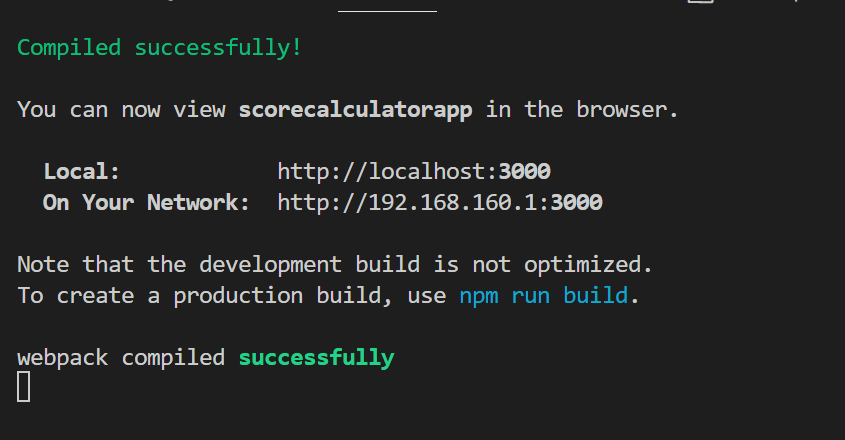 Compiled successfully!
You can now view scorecalculatorapp in the browser.
Local: http://localhost:3000
On Your Network: http://192.168.160.1:3000
Note that the development build is not optimized.
To create a production build, use npm run build.
webpack compiled successfully